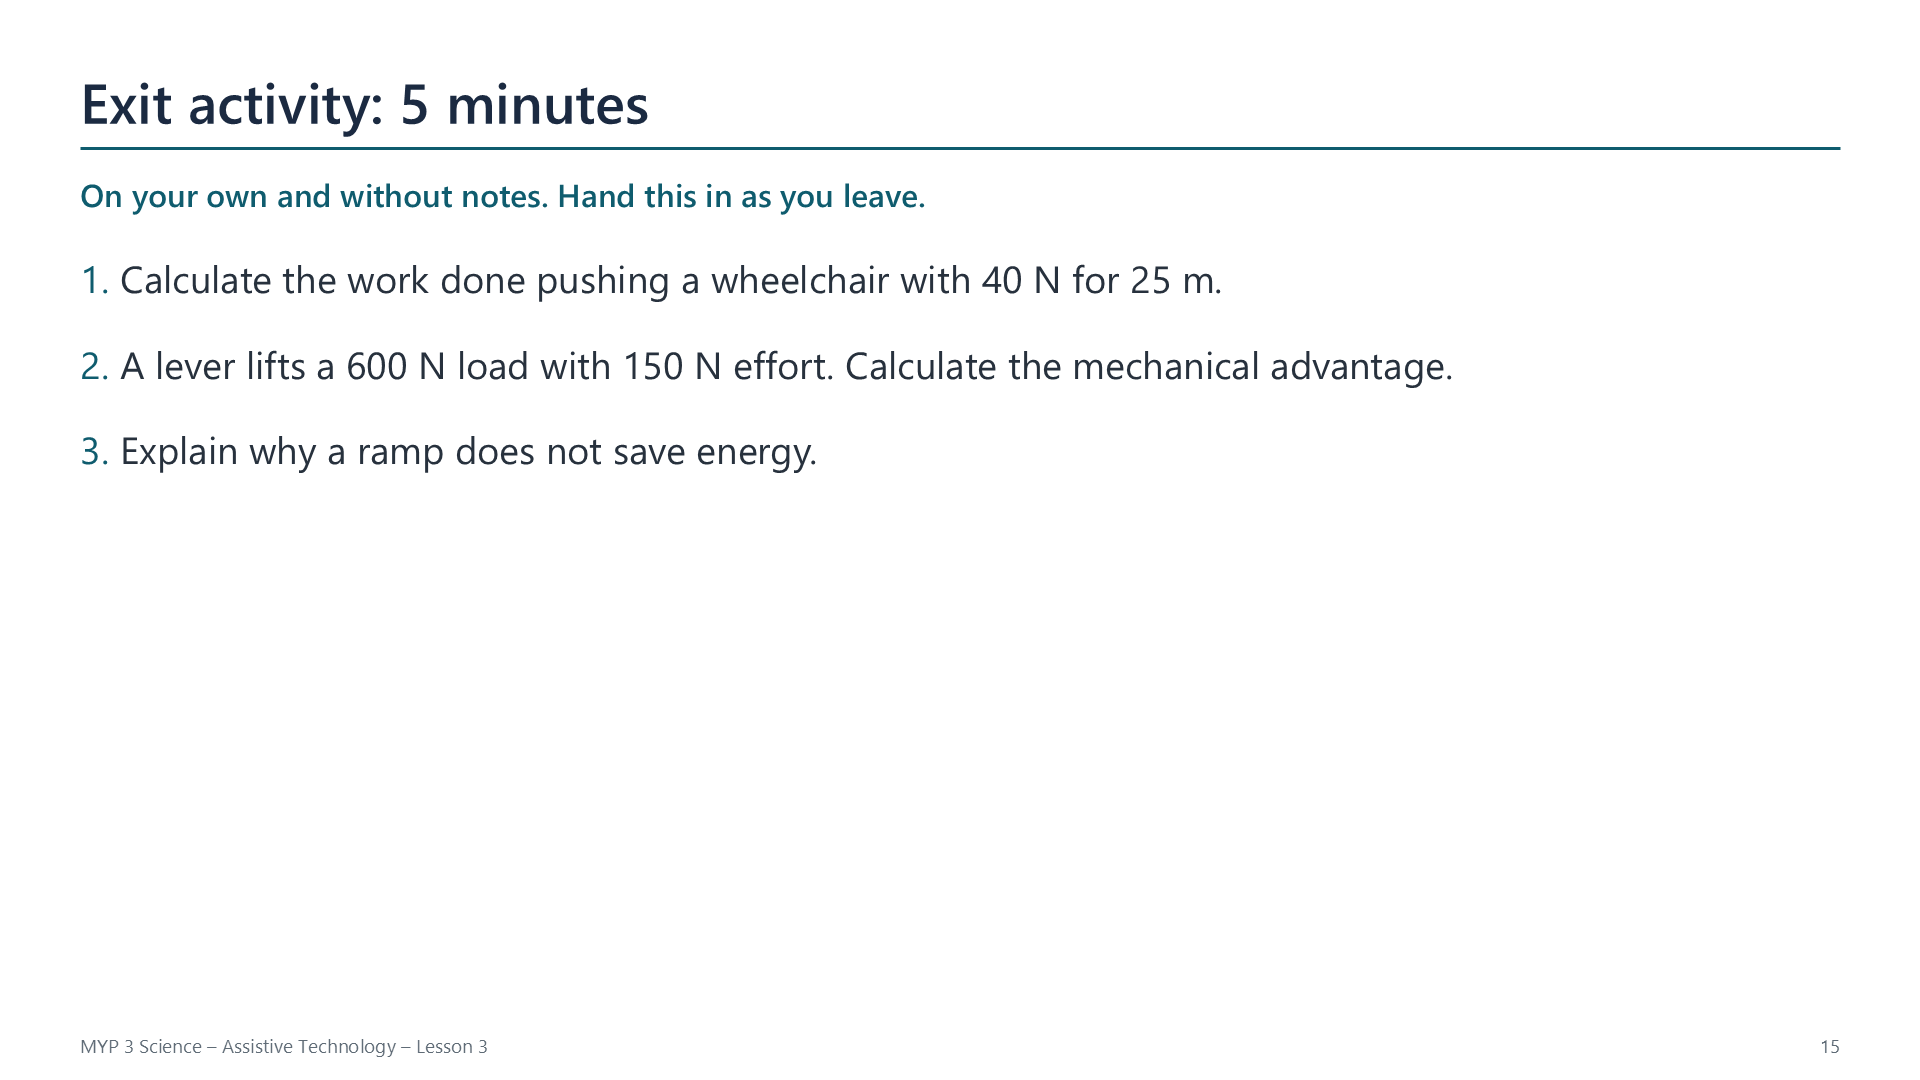 Exit activity: 5 minutes
On your own and without notes. Hand this in as you leave.
1. Calculate the work done pushing a wheelchair with 40 N for 25 m.
2. A lever lifts a 600 N load with 150 N effort. Calculate the mechanical advantage.
3. Explain why a ramp does not save energy.
MYP 3 Science – Assistive Technology – Lesson 3
15